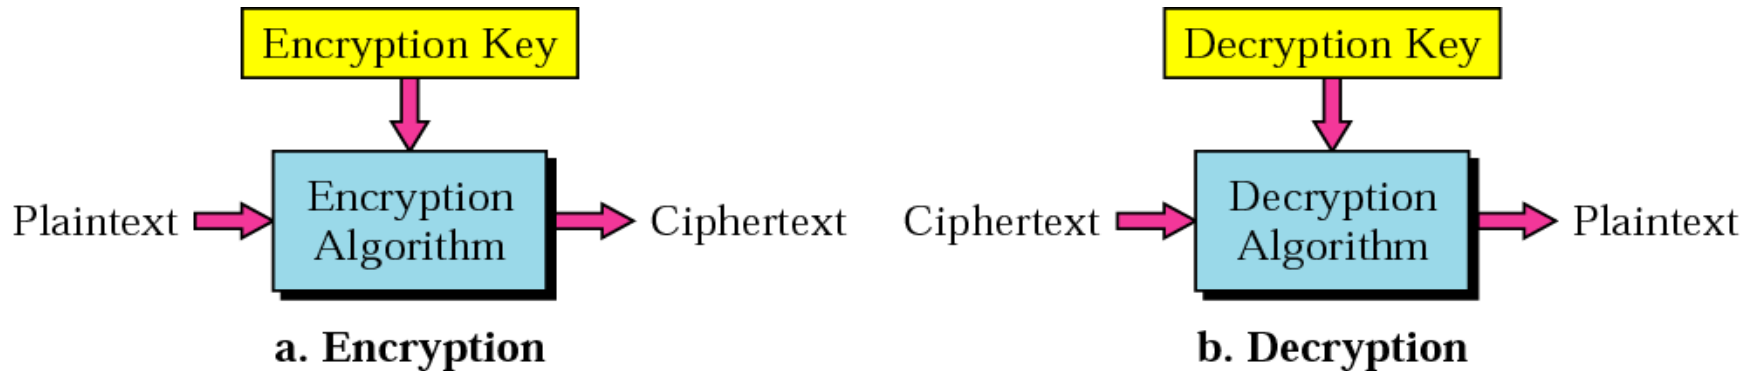 Encryption Key
Plaintext
Encryption
Algorithm
Ciphertext
a. Encryption
Decryption Key
Ciphertext
Decryption
Algorithm
Plaintext
b. Decryption